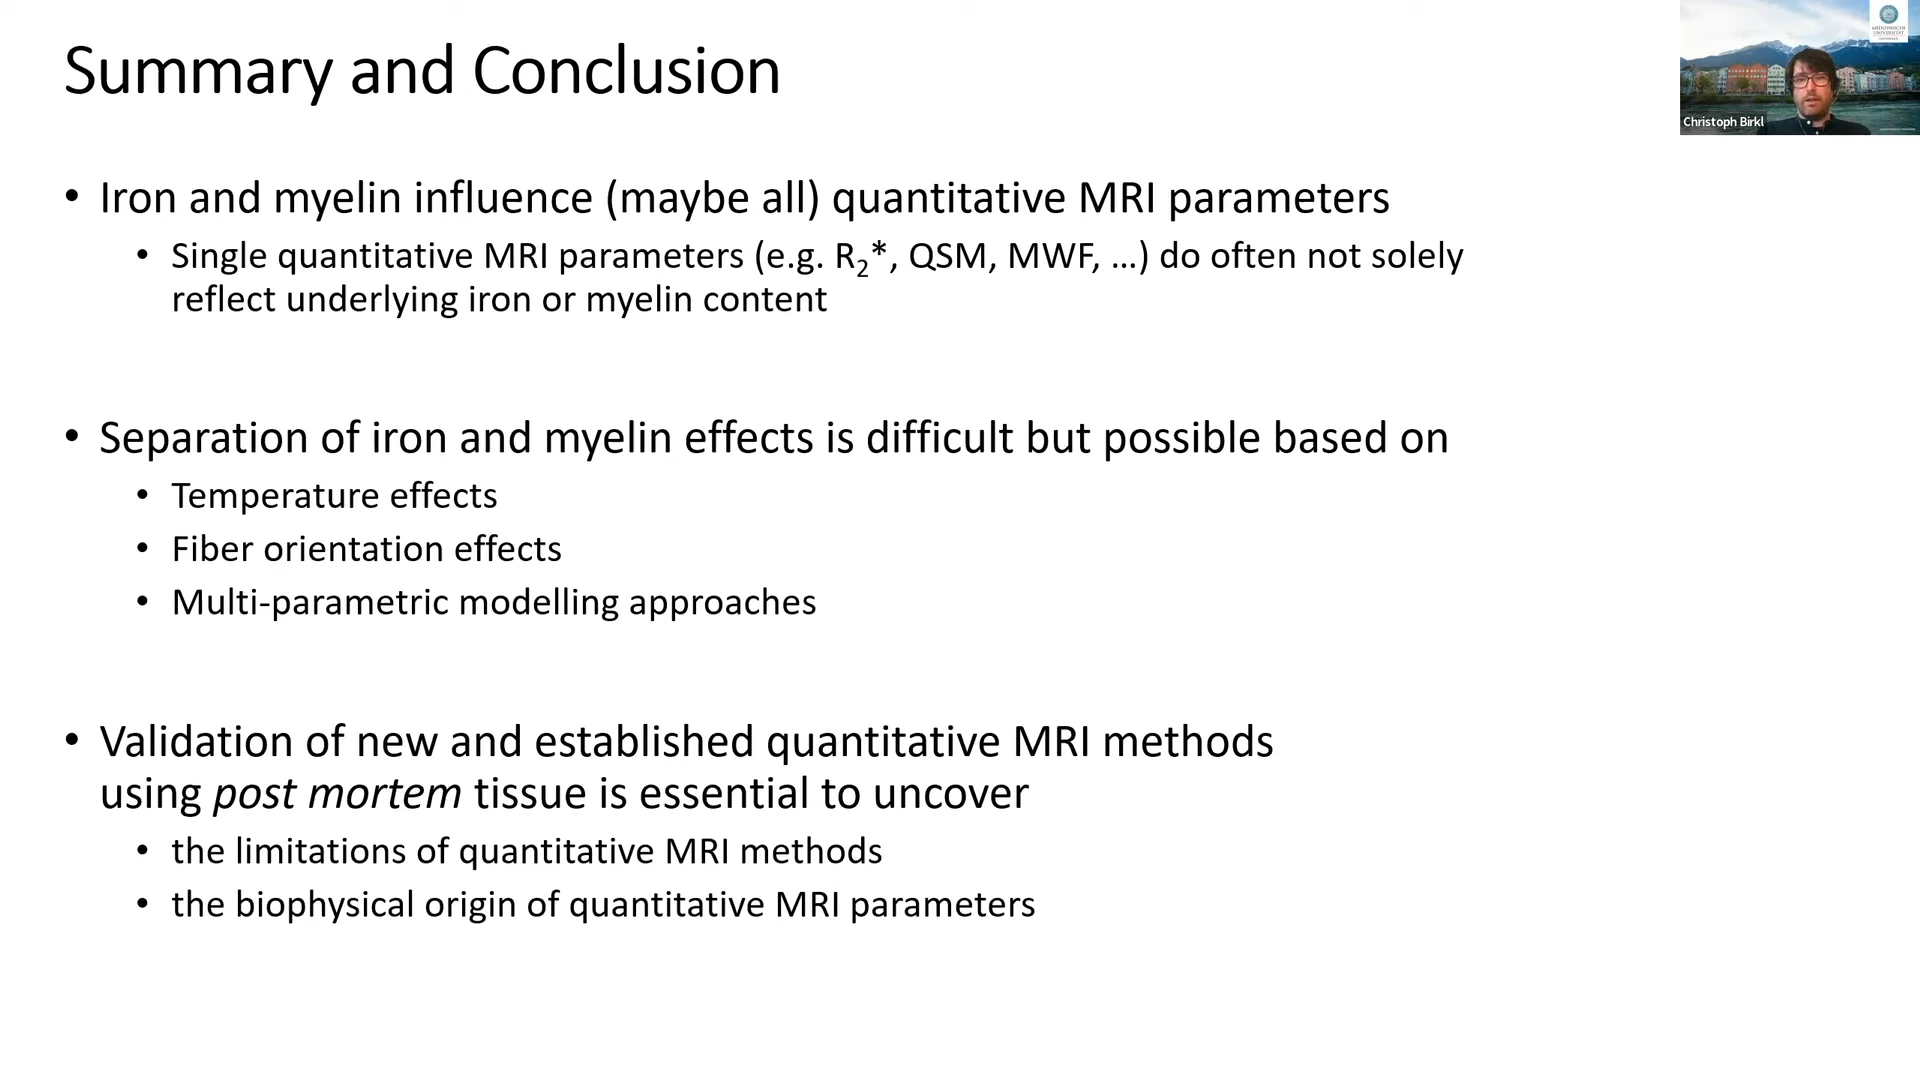 Summary and Conclusion
MEDIZINISCHE
UNIVERSITÄT
Christoph Birkl
• Iron and myelin influence (maybe all) quantitative MRI parameters
• Single quantitative MRI parameters (e.g. R₂*, QSM, MWF, ...) do often not solely
reflect underlying iron or myelin content
• Separation of iron and myelin effects is difficult but possible based on
• Temperature effects
• Fiber orientation effects
• Multi-parametric modelling approaches
• Validation of new and established quantitative MRI methods
using post mortem tissue is essential to uncover
• the limitations of quantitative MRI methods
• the biophysical origin of quantitative MRI parameters